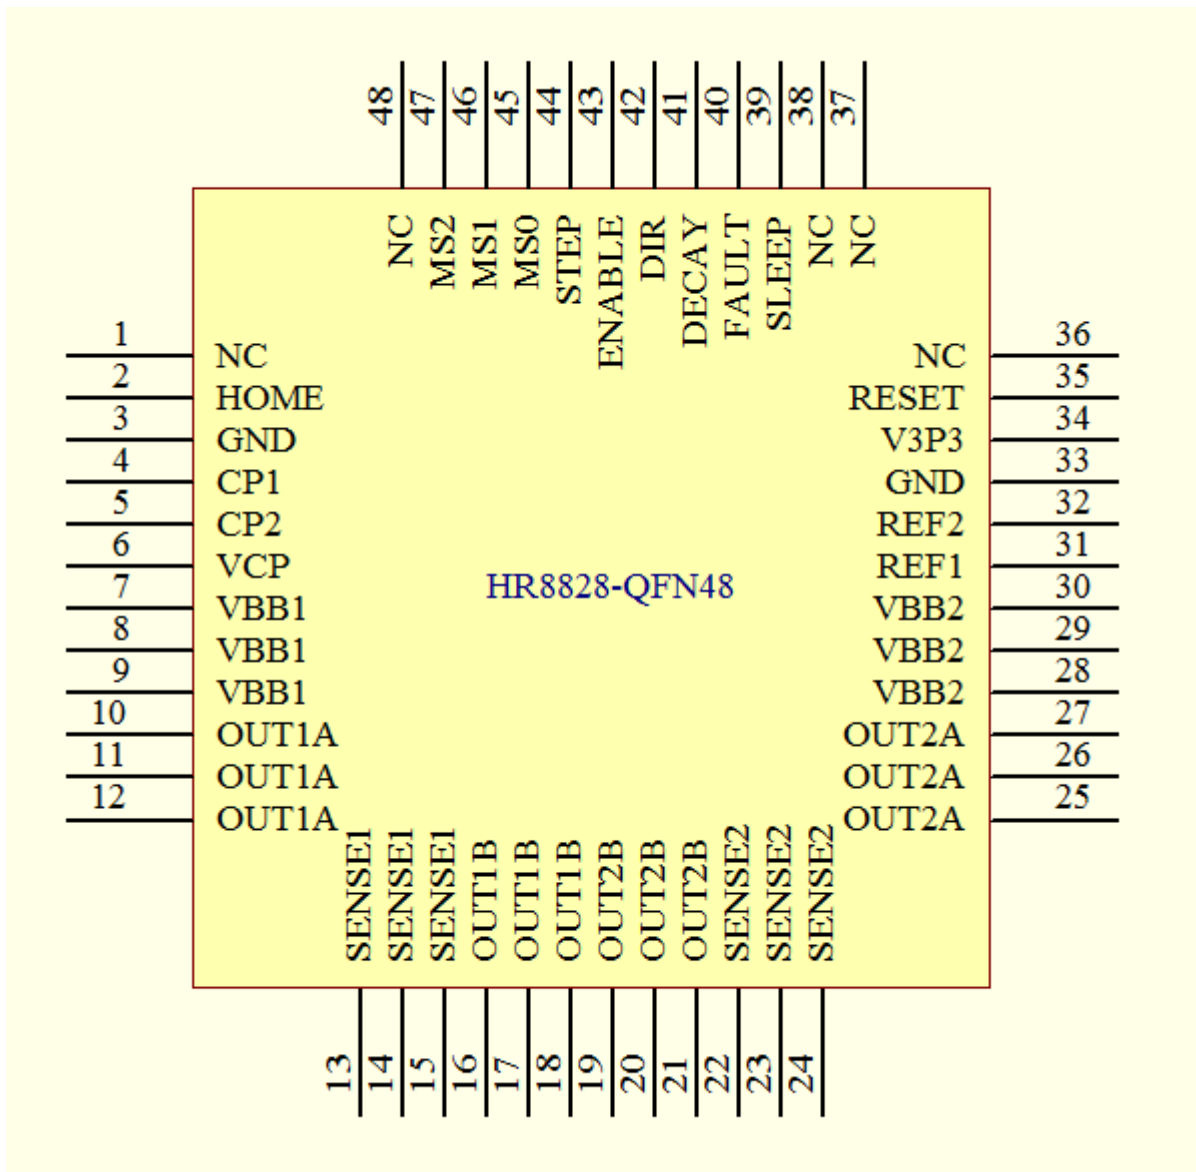 48 47 46 45 44 43 42 41 40 39 38 37
NC MS2 MS1 MS0 STEP ENABLE DIR DECAY FAULT SLEEP NC NC
1 NC
2 HOME
3 GND
4 CP1
5 CP2
6 VCP
7 VBB1
8 VBB1
9 VBB1
10 OUT1A
11 OUT1A
12 OUT1A
HR8828-QFN48
NC 36
RESET 35
V3P3 34
GND 33
REF2 32
REF1 31
VBB2 30
VBB2 29
VBB2 28
OUT2A 27
OUT2A 26
OUT2A 25
SENSE1 SENSE1 SENSE1 OUT1B OUT1B OUT1B OUT2B OUT2B OUT2B SENSE2 SENSE2 SENSE2
13 14 15 16 17 18 19 20 21 22 23 24